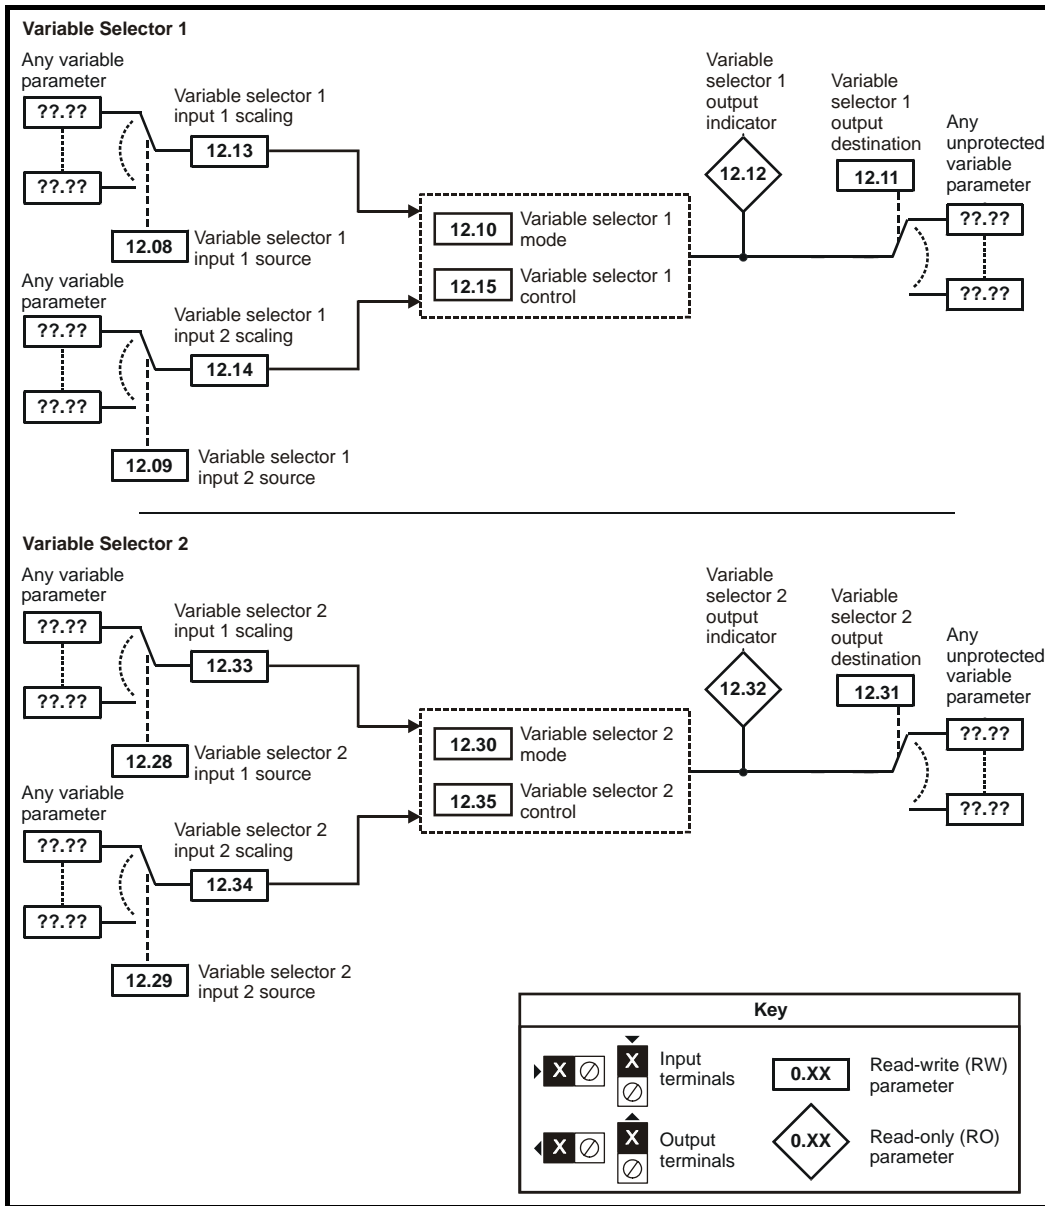 Variable Selector 1
Any variable
parameter
??.??
??.??
Variable selector 1
input 1 scaling
12.13
12.08
Variable selector 1
input 1 source
Any variable
parameter
??.??
??.??
Variable selector 1
input 2 scaling
12.14
12.09
Variable selector 1
input 2 source
12.10
Variable selector 1
mode
12.15
Variable selector 1
control
Variable
selector 1
output
indicator
12.12
Variable
selector 1
output
destination
12.11
Any
unprotected
variable
parameter
??.??
??.??
Variable Selector 2
Any variable
parameter
??.??
??.??
Variable selector 2
input 1 scaling
12.33
12.28
Variable selector 2
input 1 source
Any variable
parameter
??.??
??.??
Variable selector 2
input 2 scaling
12.34
12.29
Variable selector 2
input 2 source
12.30
Variable selector 2
mode
12.35
Variable selector 2
control
Variable
selector 2
output
indicator
12.32
Variable
selector 2
output
destination
12.31
Any
unprotected
variable
parameter
??.??
??.??
Key
X
X
Input
terminals
0.XX
Read-write (RW)
parameter
X
X
Output
terminals
0.XX
Read-only (RO)
parameter